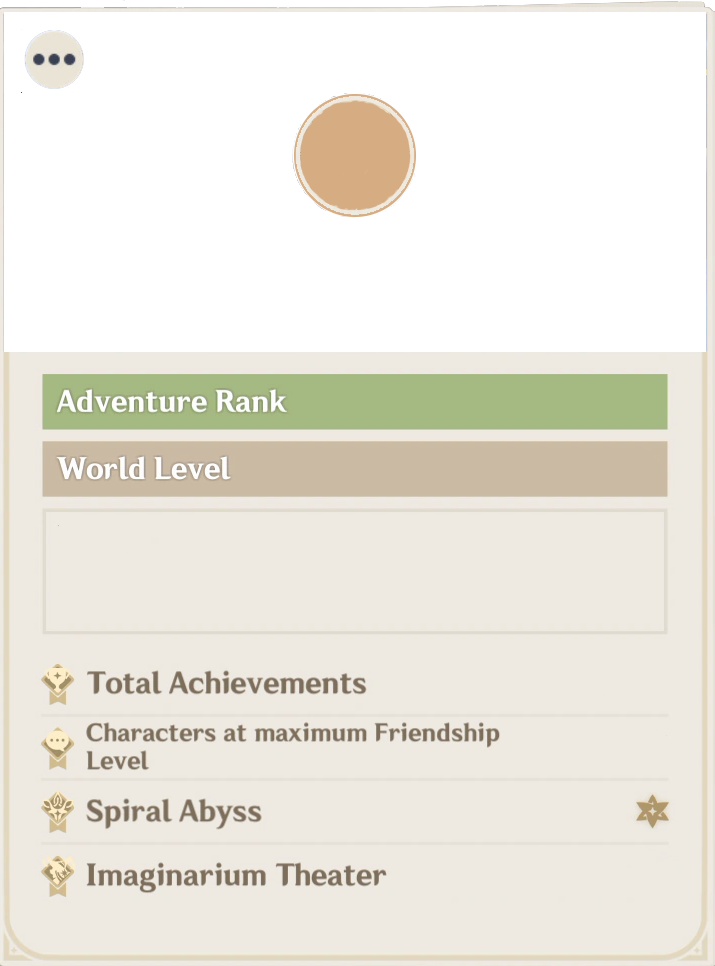 Adventure Rank
World Level
Total Achievements
Characters at maximum Friendship
Level
Spiral Abyss
Imaginarium Theater